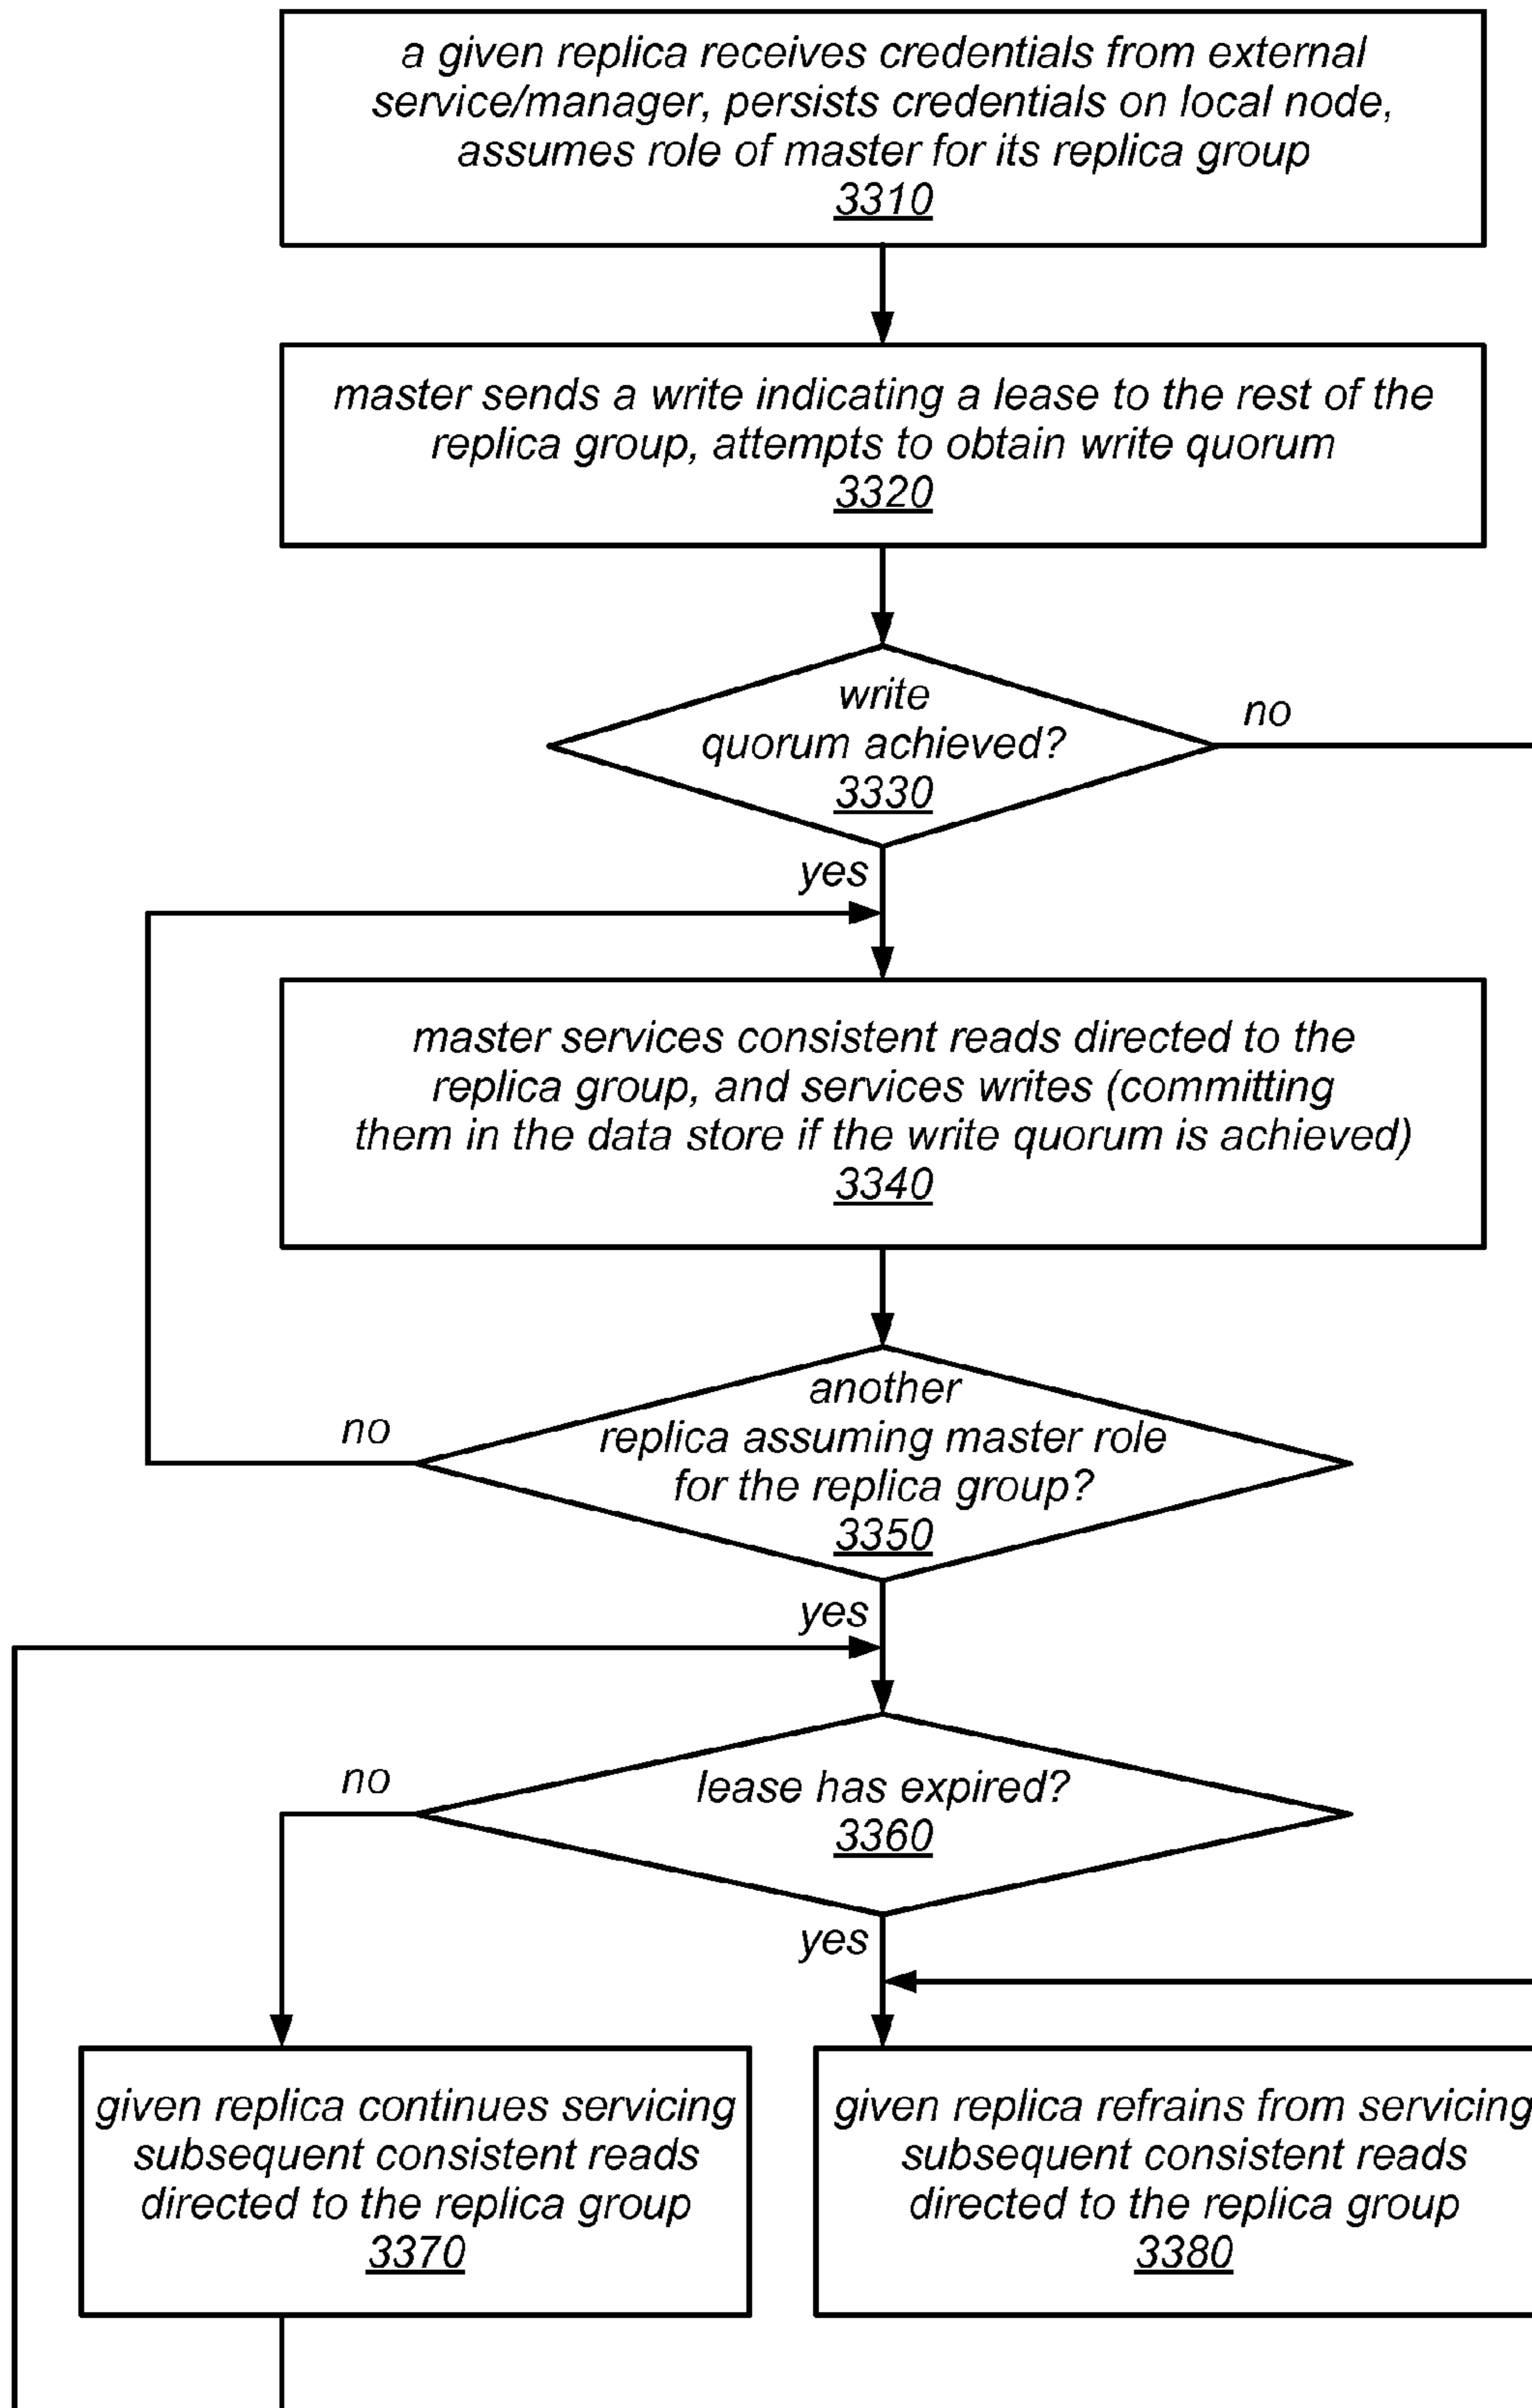 a given replica receives credentials from external
service/manager, persists credentials on local node,
assumes role of master for its replica group
3310
master sends a write indicating a lease to the rest of the
replica group, attempts to obtain write quorum
3320
write
quorum achieved?
3330
no
yes
master services consistent reads directed to the
replica group, and services writes (committing
them in the data store if the write quorum is achieved)
3340
another
replica assuming master role
for the replica group?
3350
no
yes
lease has expired?
3360
no
yes
given replica continues servicing
subsequent consistent reads
directed to the replica group
3370
given replica refrains from servicing
subsequent consistent reads
directed to the replica group
3380